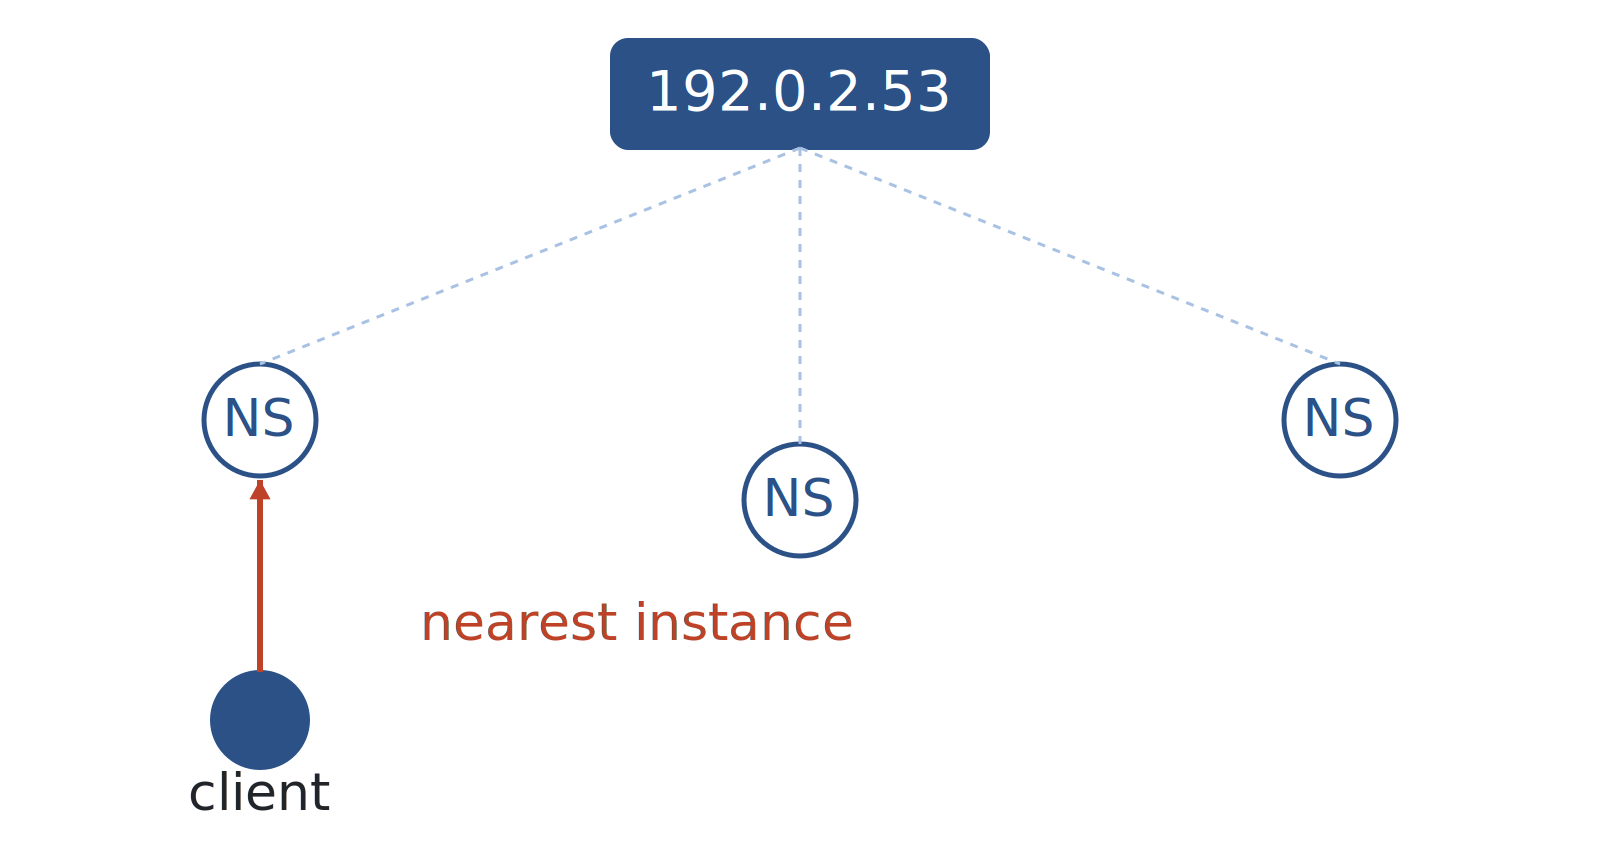 192.0.2.53
NS
NS
NS
nearest instance
client